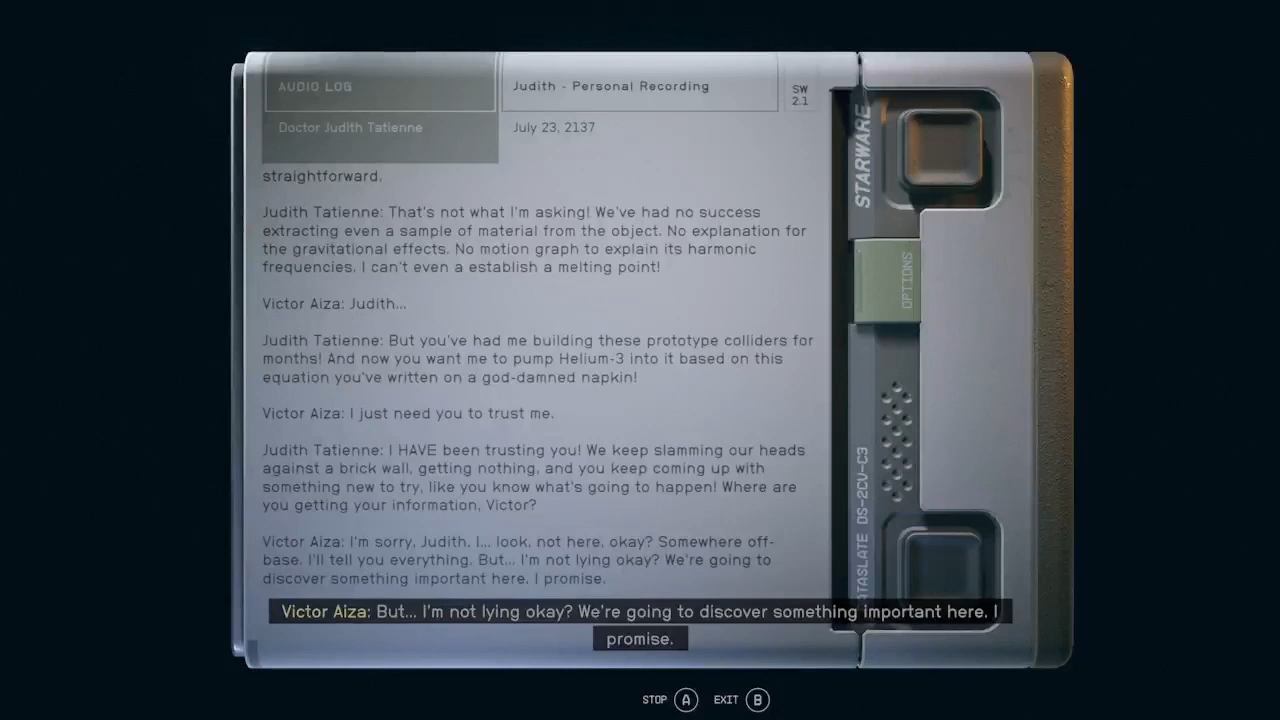 AUDIO LOG
Judith - Personal Recording
SW
2.1
Doctor Judith Tatienne
July 23, 2137
straightforward.
Judith Tatienne: That's not what I'm asking! We've had no success
extracting even a sample of material from the object. No explanation for
the gravitational effects. No motion graph to explain its harmonic
frequencies. I can't even a establish a melting point!
Victor Aiza: Judith...
Judith Tatienne: But you've had me building these prototype colliders for
months! And now you want me to pump Helium-3 into it based on this
equation you've written on a god-damned napkin!
Victor Aiza: I just need you to trust me.
Judith Tatienne: I HAVE been trusting you! We keep slamming our heads
against a brick wall, getting nothing, and you keep coming up with
something new to try, like you know what's going to happen! Where are
you getting your information, Victor?
Victor Aiza: I'm sorry, Judith. I... look, not here, okay? Somewhere off-
base. I'll tell you everything. But... I'm not lying okay? We're going to
discover something important here. I promise.
STARWARE
OPTIONS
ATASLATE DS-2CV-C3
Victor Aiza: But... I'm not lying okay? We're going to discover something important here. I
promise.
STOP A EXIT B